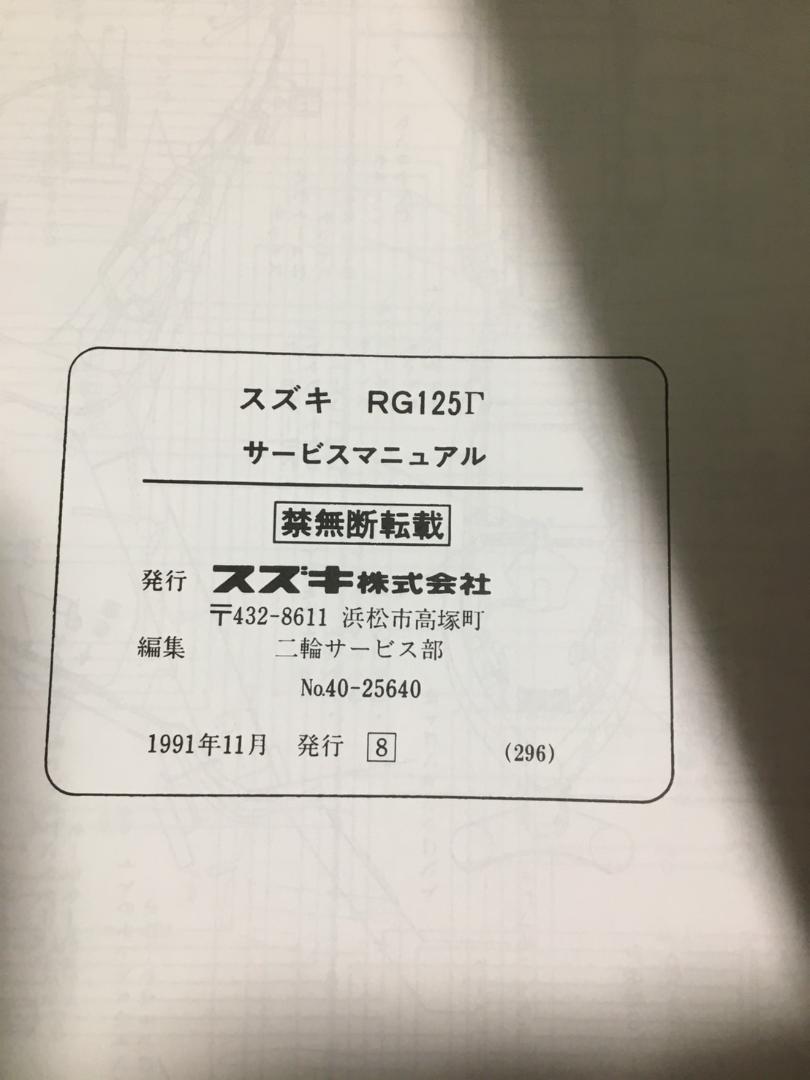 スズキ RG125Γ
サービスマニュアル
禁無断転載
発行 スズキ株式会社
〒432-8611 浜松市高塚町
編集 二輪サービス部
No.40-25640
1991年11月 発行 8 (296)